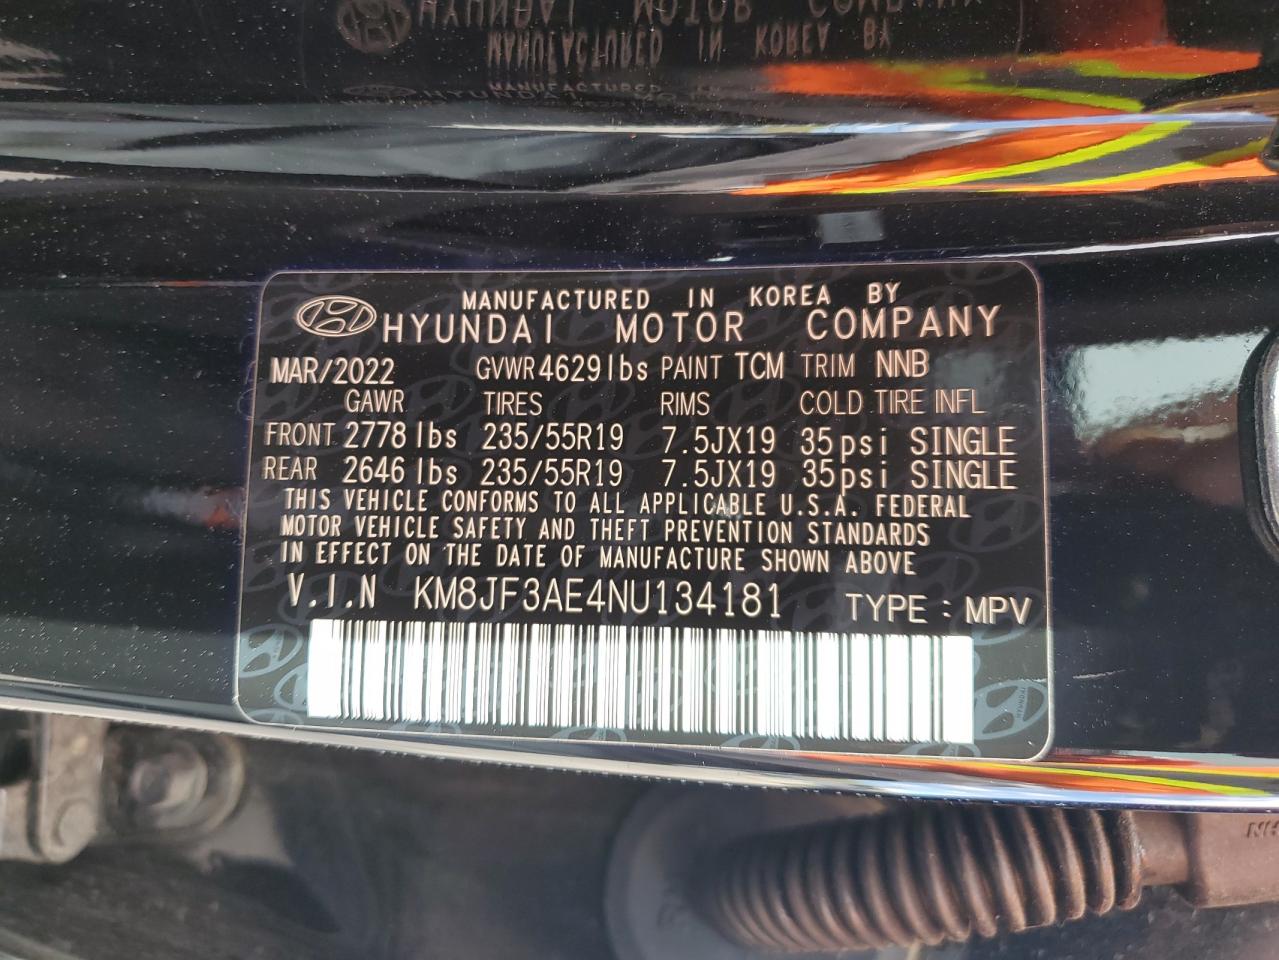 MANUFACTURED IN KOREA BY
HYUNDAI MOTOR COMPANY
MAR/2022 GVWR 4629 lbs PAINT TCM TRIM NNB
GAWR TIRES RIMS COLD TIRE INFL
FRONT 2778 lbs 235/55R19 7.5JX19 35psi SINGLE
REAR 2646 lbs 235/55R19 7.5JX19 35psi SINGLE
THIS VEHICLE CONFORMS TO ALL APPLICABLE U.S.A. FEDERAL
MOTOR VEHICLE SAFETY AND THEFT PREVENTION STANDARDS
IN EFFECT ON THE DATE OF MANUFACTURE SHOWN ABOVE
V.I.N KM8JF3AE4NU134181 TYPE : MPV